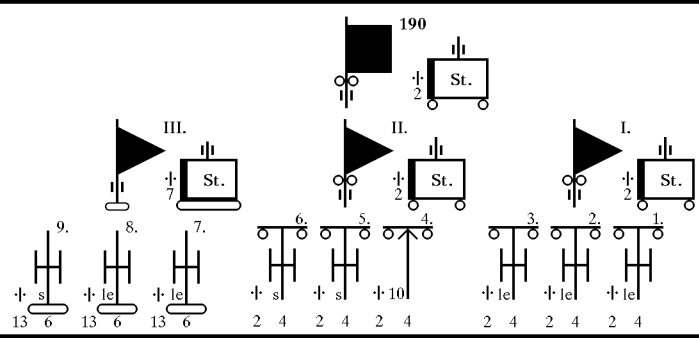 190
St.
2
III. II. I.
St. St. St.
7 2 2
9. 8. 7. 6. 5. 4. 3. 2. 1.
s le le s s 10 le le le
13 6 13 6 13 6 2 4 2 4 2 4 2 4 2 4 2 4